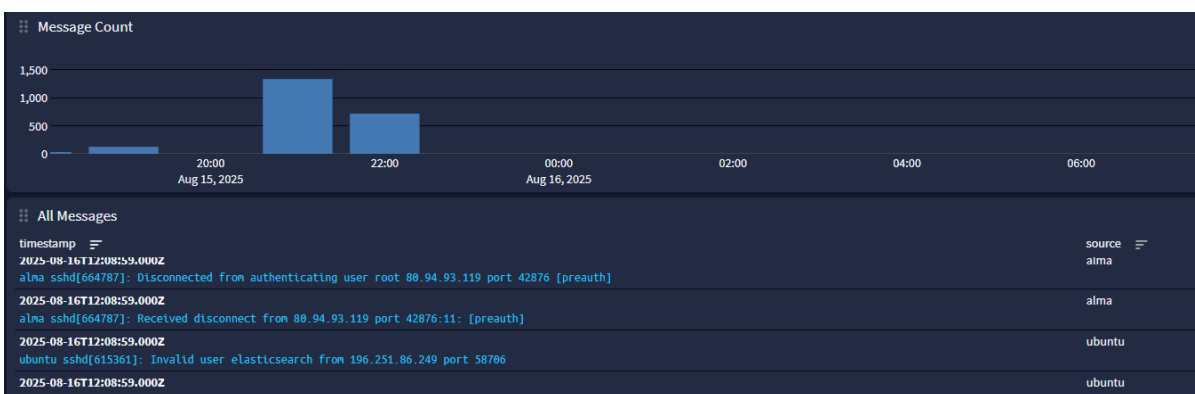 Message Count
1,500
1,000
500
0
20:00 22:00 00:00 02:00 04:00 06:00
Aug 15, 2025 Aug 16, 2025
All Messages
timestamp source
2025-08-16T12:08:59.000Z alma
alma sshd[664787]: Disconnected from authenticating user root 80.94.93.119 port 42876 [preauth]
2025-08-16T12:08:59.000Z alma
alma sshd[664787]: Received disconnect from 80.94.93.119 port 42876:11: [preauth]
2025-08-16T12:08:59.000Z ubuntu
ubuntu sshd[615361]: Invalid user elasticsearch from 196.251.86.249 port 58706
2025-08-16T12:08:59.000Z ubuntu